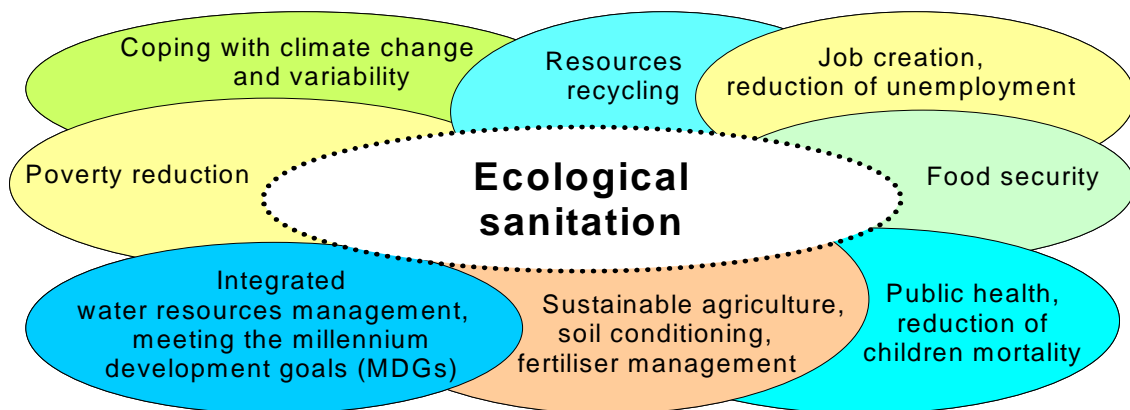 Coping with climate change
and variability
Resources
recycling
Job creation,
reduction of unemployment
Poverty reduction
Ecological
sanitation
Food security
Integrated
water resources management,
meeting the millennium
development goals (MDGs)
Sustainable agriculture,
soil conditioning,
fertiliser management
Public health,
reduction of
children mortality